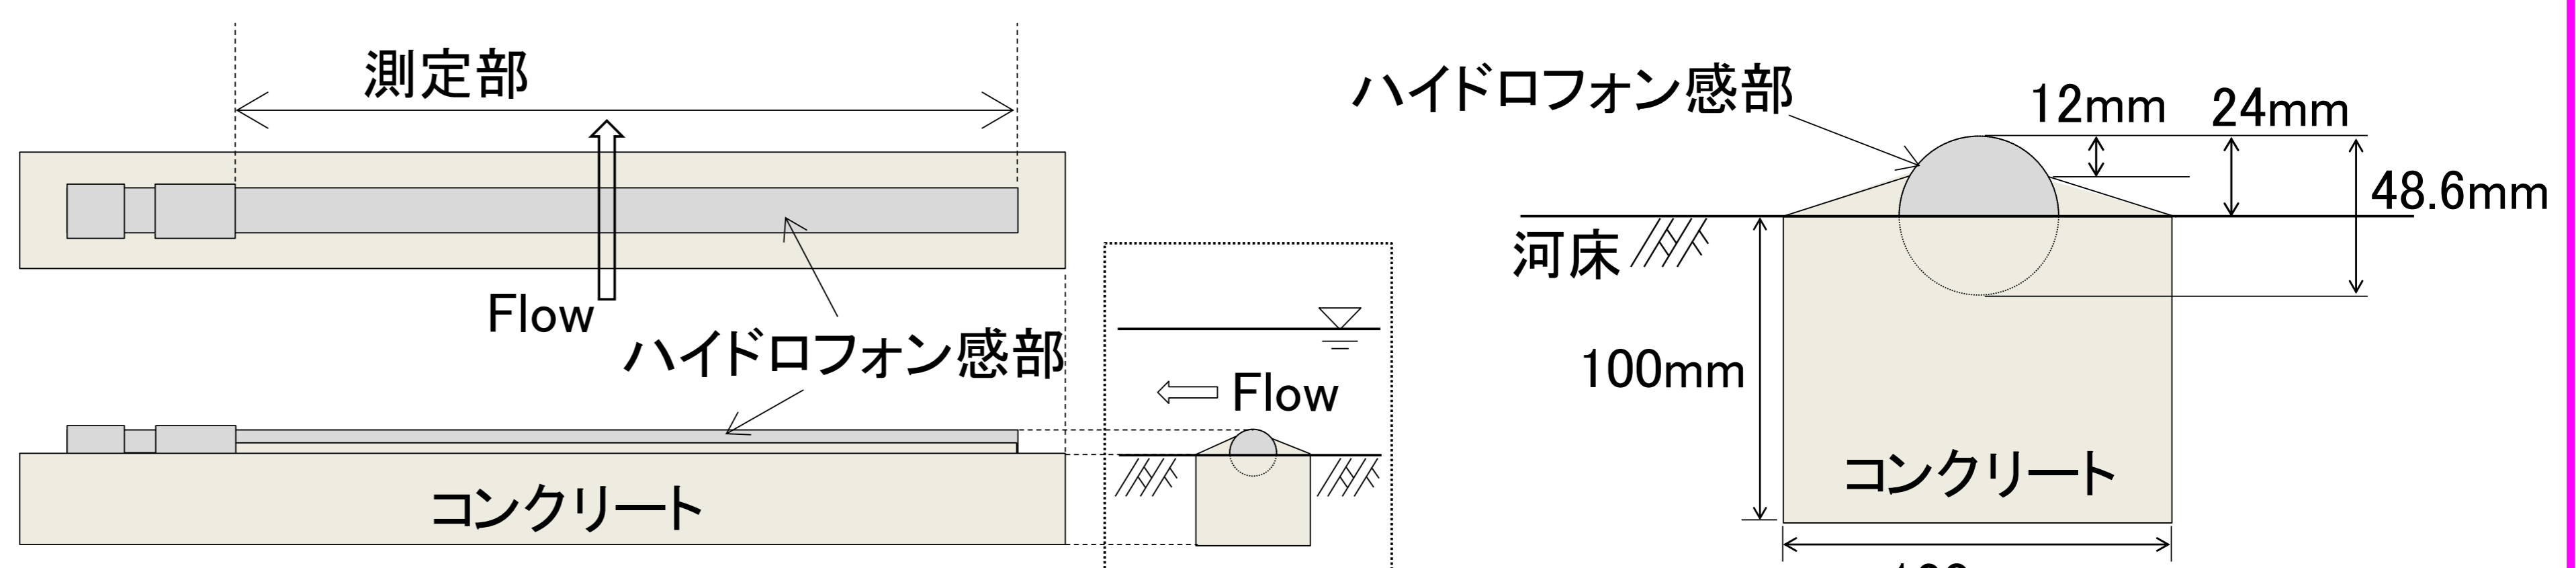 測定部
Flow
ハイドロフォン感部
コンクリート
Flow
ハイドロフォン感部
12mm
24mm
48.6mm
河床
100mm
コンクリート